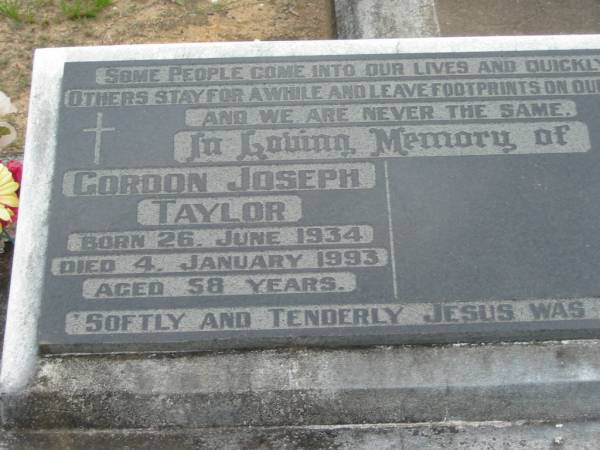 Some People come into our lives and quickly
Others stay for a while and leave footprints on our
and we are never the same.
In Loving Memory of
Gordon Joseph
Taylor
Born 26. June 1934
Died 4. January 1993
Aged 58 years.
'Softly and Tenderly Jesus was